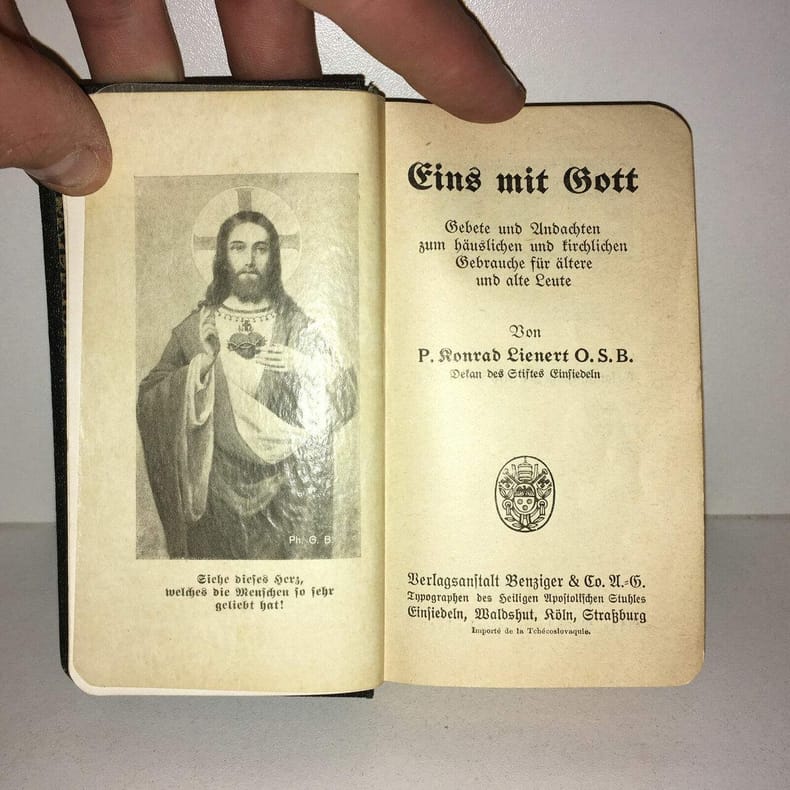 Ph. G. B.
Siehe dieses Herz,
welches die Menschen so sehr
geliebt hat!
Eins mit Gott
Gebete und Andachten
zum häuslichen und kirchlichen
Gebrauche für ältere
und alte Leute
Von
P. Konrad Lienert O. S. B.
Dekan des Stiftes Einsiedeln
Verlagsanstalt Benziger & Co. A.-G.
Typographen des Heiligen Apostolischen Stuhles
Einsiedeln, Waldshut, Köln, Straßburg
Importé de la Tchécoslovaquie.